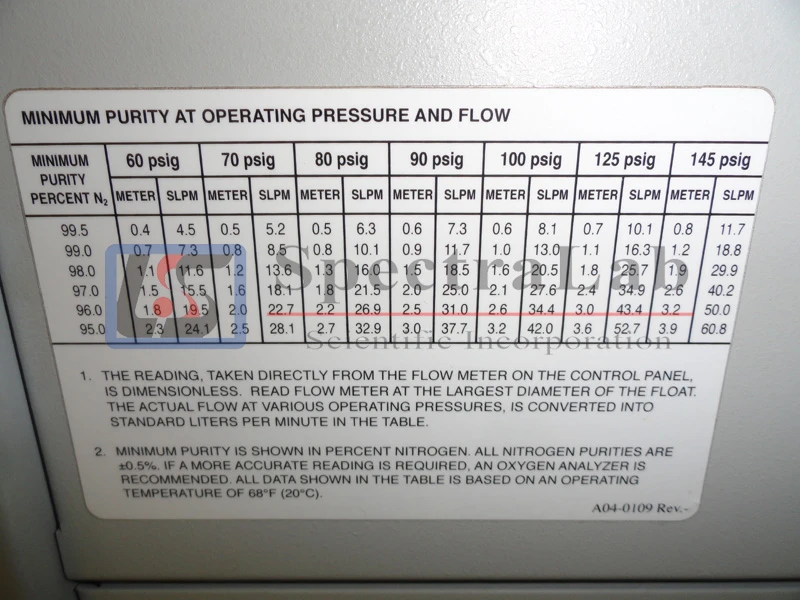 MINIMUM PURITY AT OPERATING PRESSURE AND FLOW
MINIMUM PURITY PERCENT N2 60 psig 70 psig 80 psig 90 psig 100 psig 125 psig 145 psig
METER SLPM METER SLPM METER SLPM METER SLPM METER SLPM METER SLPM METER SLPM
99.5 0.4 4.5 0.5 5.2 0.5 6.3 0.6 7.3 0.6 8.1 0.7 10.1 0.8 11.7
99.0 0.7 7.3 0.8 8.5 0.8 10.1 0.9 11.7 1.0 13.0 1.1 16.3 1.2 18.8
98.0 1.1 11.6 1.2 13.6 1.3 16.0 1.5 18.5 1.6 20.5 1.8 25.7 1.9 29.9
97.0 1.5 15.5 1.6 18.1 1.8 21.5 2.0 25.0 2.1 27.6 2.4 34.9 2.6 40.2
96.0 1.8 19.5 2.0 22.7 2.2 26.9 2.5 31.0 2.6 34.4 3.0 43.4 3.2 50.0
95.0 2.3 24.1 2.5 28.1 2.7 32.9 3.0 37.7 3.2 42.0 3.6 52.7 3.9 60.8
SpectraLab
Scientific Incorporation
1. THE READING, TAKEN DIRECTLY FROM THE FLOW METER ON THE CONTROL PANEL,
IS DIMENSIONLESS. READ FLOW METER AT THE LARGEST DIAMETER OF THE FLOAT.
THE ACTUAL FLOW AT VARIOUS OPERATING PRESSURES, IS CONVERTED INTO
STANDARD LITERS PER MINUTE IN THE TABLE.
2. MINIMUM PURITY IS SHOWN IN PERCENT NITROGEN. ALL NITROGEN PURITIES ARE
±0.5%. IF A MORE ACCURATE READING IS REQUIRED, AN OXYGEN ANALYZER IS
RECOMMENDED. ALL DATA SHOWN IN THE TABLE IS BASED ON AN OPERATING
TEMPERATURE OF 68°F (20°C).
A04-0109 Rev.-